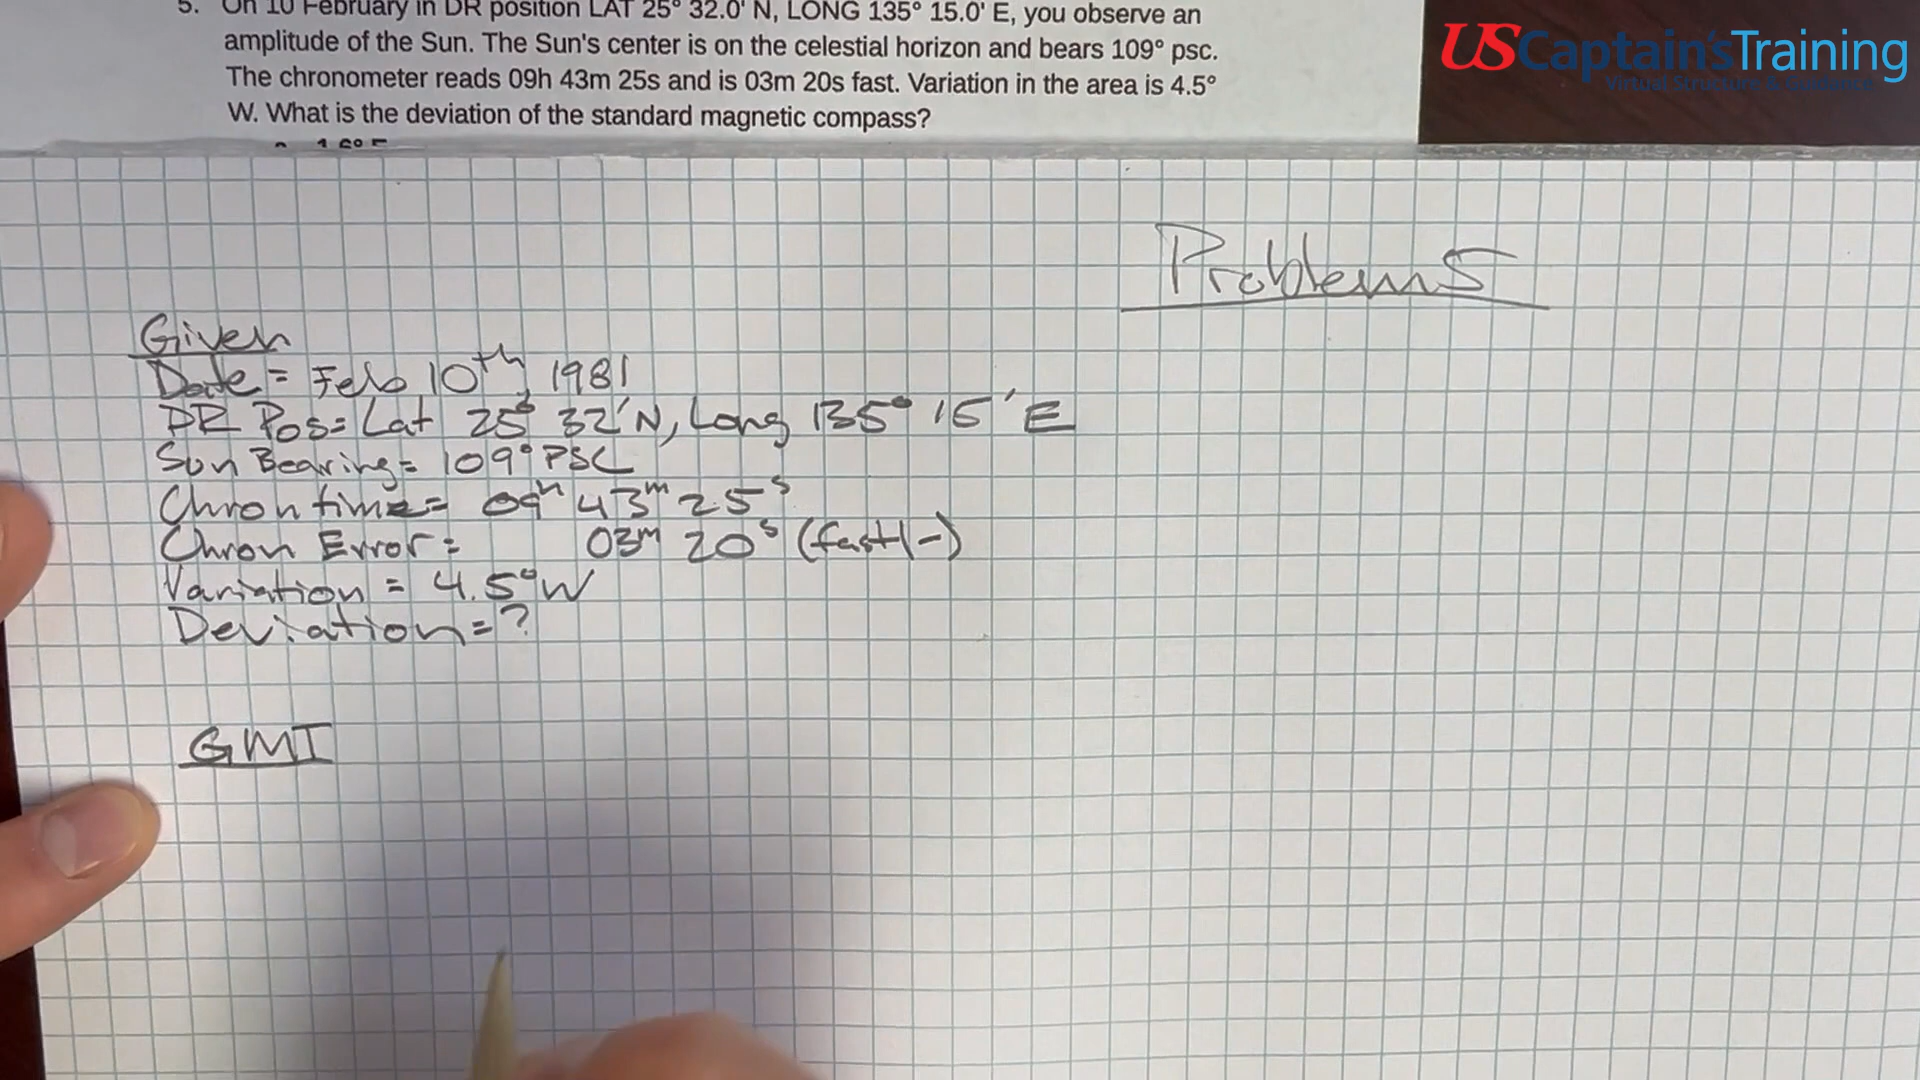 5. On 10 February in DR position LAT 25° 32.0' N, LONG 135° 15.0' E, you observe an
amplitude of the Sun. The Sun's center is on the celestial horizon and bears 109° psc.
The chronometer reads 09h 43m 25s and is 03m 20s fast. Variation in the area is 4.5°
W. What is the deviation of the standard magnetic compass?
USCaptain'sTraining
Virtual Structure & Guidance
Problem 5
Given
Date = Feb 10th, 1981
DR Pos = Lat 25° 32' N, Long 135° 15' E
Sun Bearing = 109° PSC
Chron time = 09h 43m 25s
Chron Error = 03m 20s (fast/-)
Variation = 4.5° W
Deviation = ?
GMT